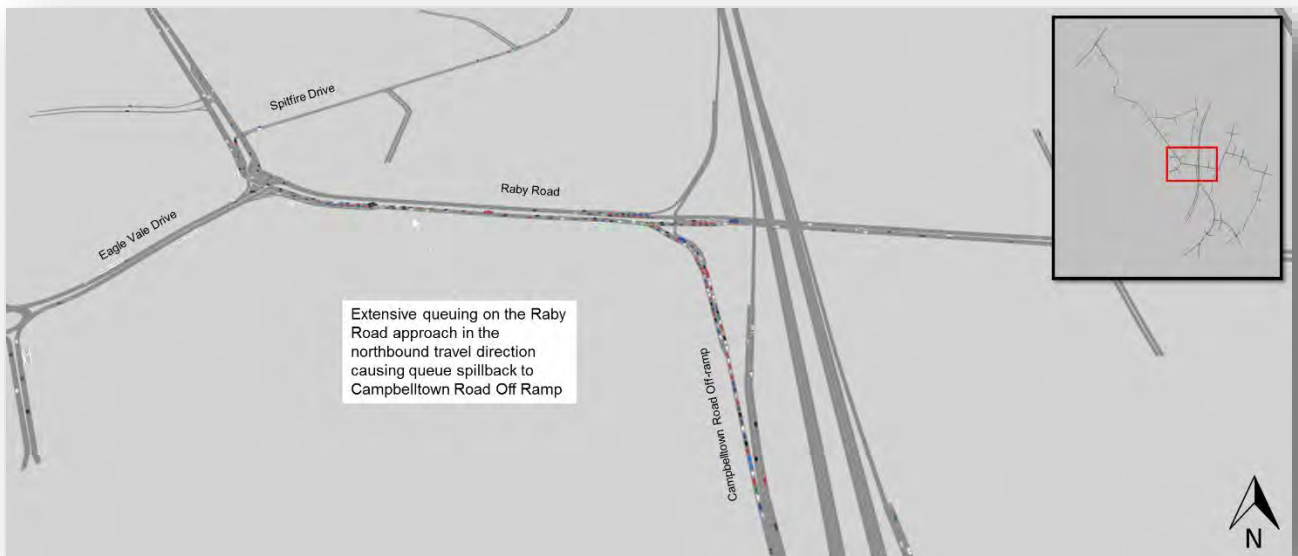 Spitfire Drive
Raby Road
Eagle Vale Drive
Extensive queuing on the Raby
Road approach in the
northbound travel direction
causing queue spillback to
Campbelltown Road Off Ramp
Campbelltown Road Off-ramp
N